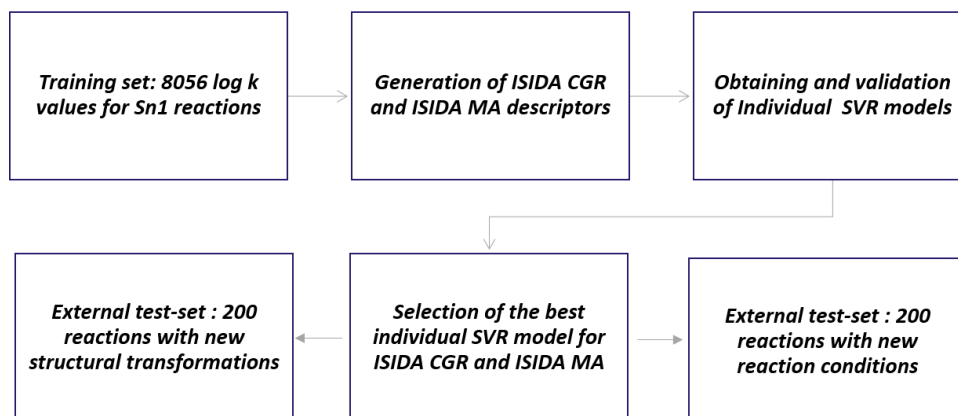 Training set: 8056 log k
values for Sn1 reactions
Generation of ISIDA CGR
and ISIDA MA descriptors
Obtaining and validation
of Individual SVR models
External test-set : 200
reactions with new
structural transformations
Selection of the best
individual SVR model for
ISIDA CGR and ISIDA MA
External test-set : 200
reactions with new
reaction conditions